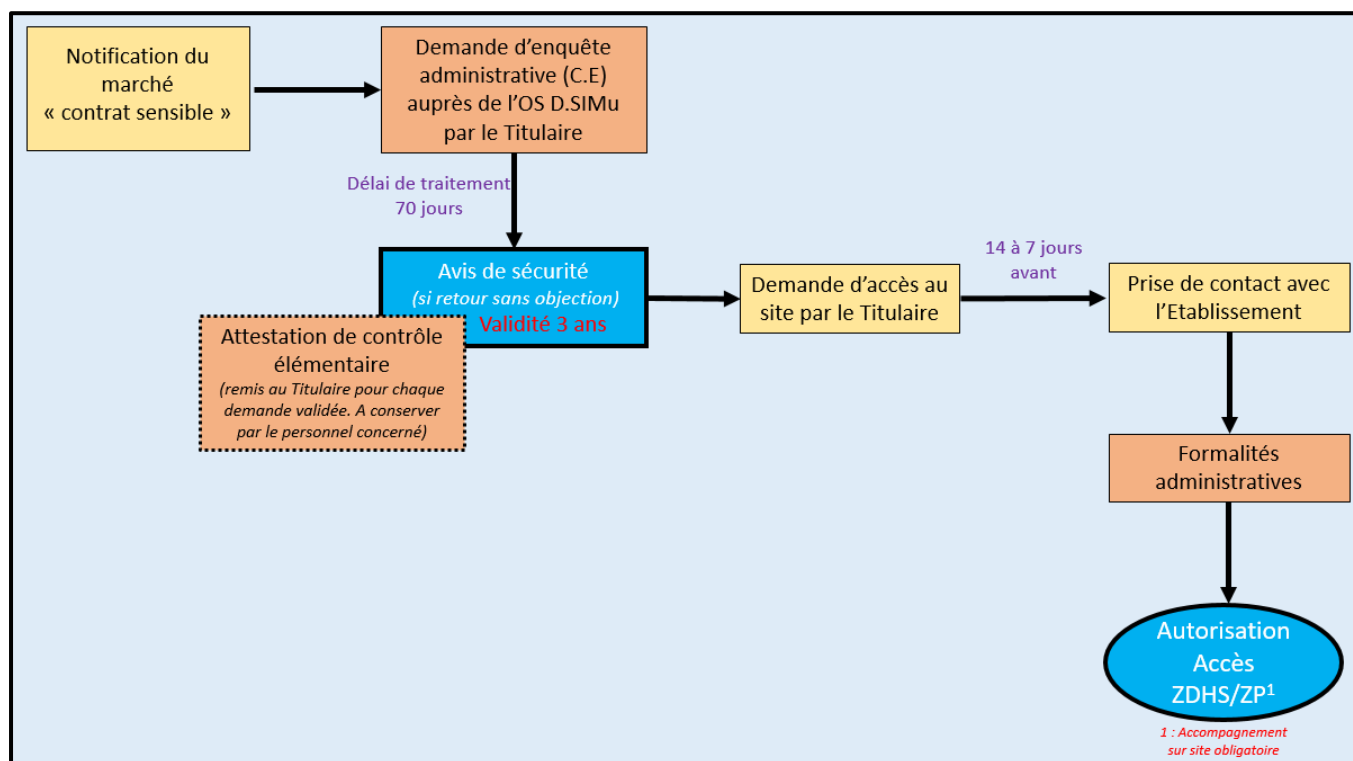 Notification du
marché
« contrat sensible »
Demande d’enquête
administrative (C.E)
auprès de l’OS D.SIMu
par le Titulaire
Délai de traitement
70 jours
Avis de sécurité
(si retour sans objection)
Validité 3 ans
Attestation de contrôle
élémentaire
(remis au Titulaire pour chaque
demande validée. A conserver
par le personnel concerné)
Demande d’accès au
site par le Titulaire
14 à 7 jours
avant
Prise de contact avec
l’Etablissement
Formalités
administratives
Autorisation
Accès
ZDHS/ZP¹
1 : Accompagnement
sur site obligatoire